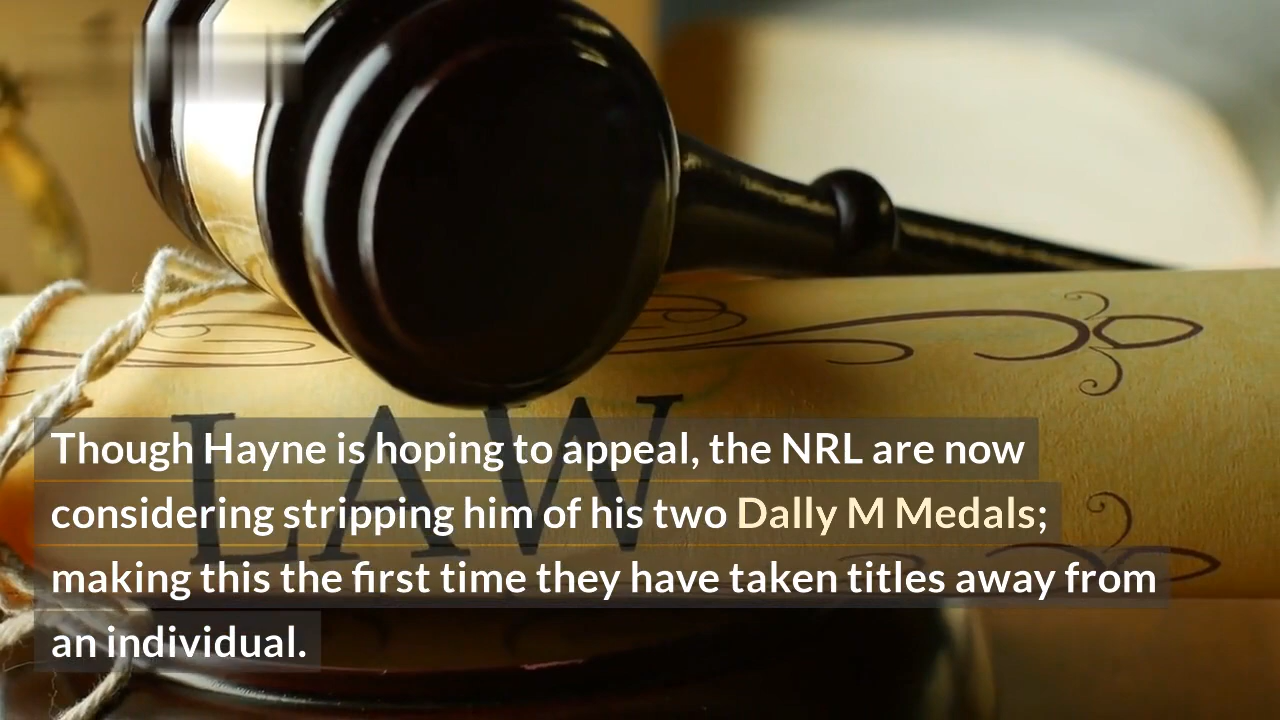 LAW
Though Hayne is hoping to appeal, the NRL are now
considering stripping him of his two Dally M Medals;
making this the first time they have taken titles away from
an individual.